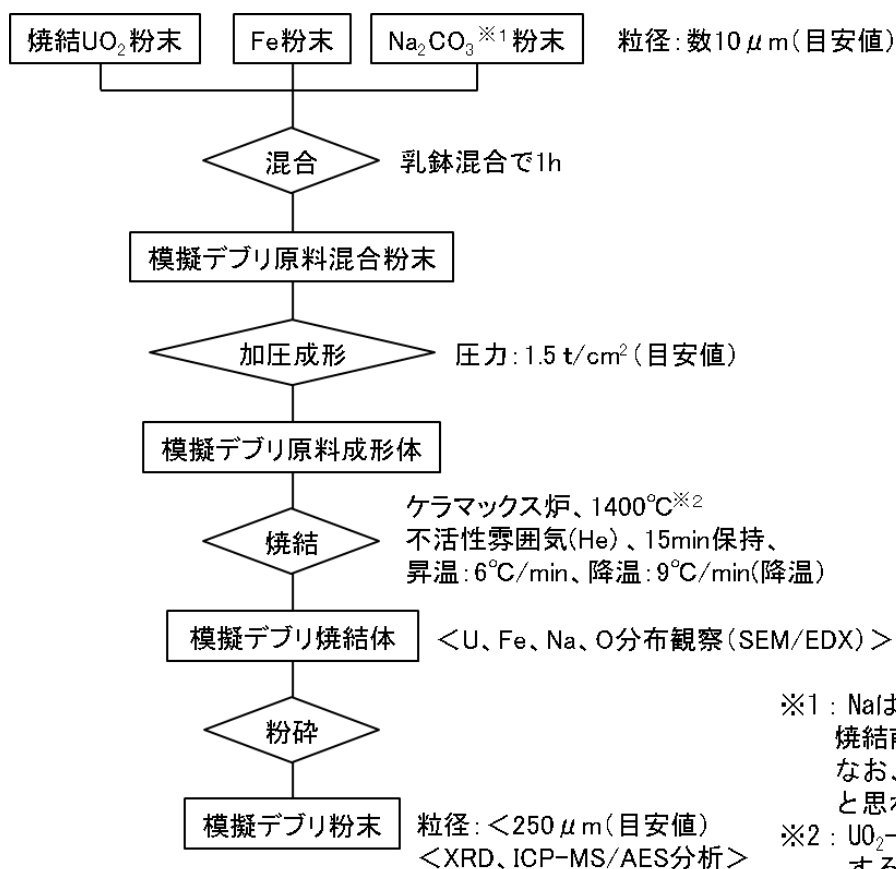 焼結UO₂粉末
Fe粉末
Na₂CO₃※1粉末
粒径：数10μm(目安値)
混合
乳鉢混合で1h
模擬デブリ原料混合粉末
加圧成形
圧力：1.5 t/cm²(目安値)
模擬デブリ原料成形体
焼結
ケラマックス炉、1400℃※2
不活性雰囲気(He) 、15min保持、
昇温：6℃/min、降温：9℃/min(降温)
模擬デブリ焼結体
＜U、Fe、Na、O分布観察(SEM/EDX)＞
粉砕
模擬デブリ粉末
粒径：＜250μm(目安値)
＜XRD、ICP-MS/AES分析＞
※1：Naは
焼結
なお、
と思
※2：UO₂-
する